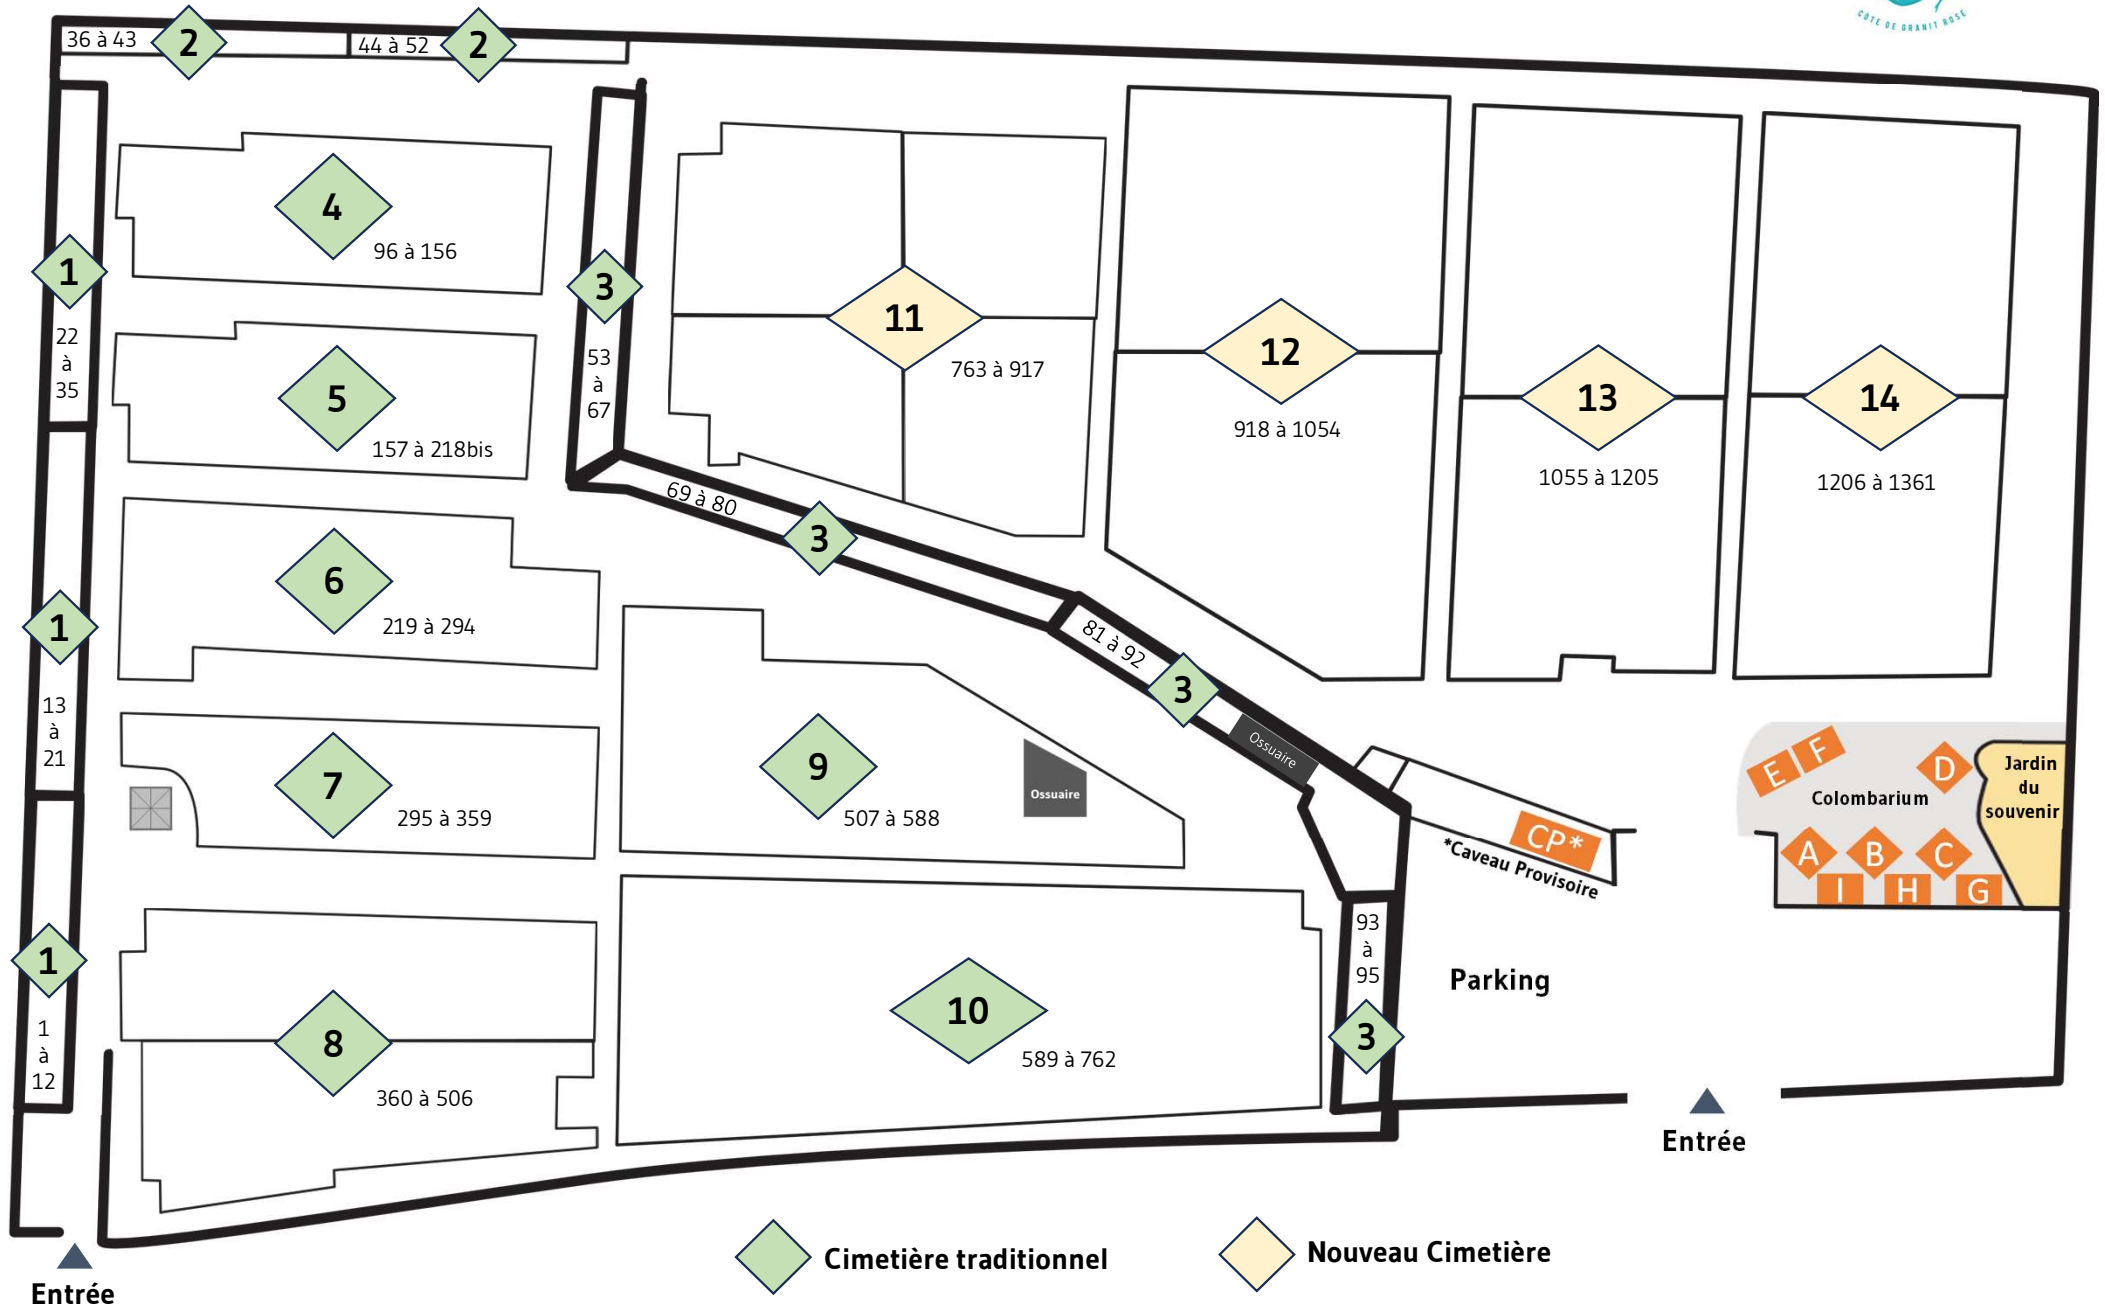 CÔTE DE GRANIT ROSE
36 à 43
2
44 à 52
2
4
96 à 156
1
22
à
35
3
53
à
67
11
763 à 917
12
918 à 1054
13
1055 à 1205
14
1206 à 1361
5
157 à 218bis
69 à 80
3
6
219 à 294
1
13
à
21
81 à 92
3
Ossuaire
7
295 à 359
9
507 à 588
Ossuaire
CP*
*Caveau Provisoire
E
F
D
Colombarium
Jardin
du
souvenir
A
B
C
I
H
G
1
1
à
12
8
360 à 506
10
589 à 762
93
à
95
3
Parking
Entrée
Cimetière traditionnel
Nouveau Cimetière
Entrée